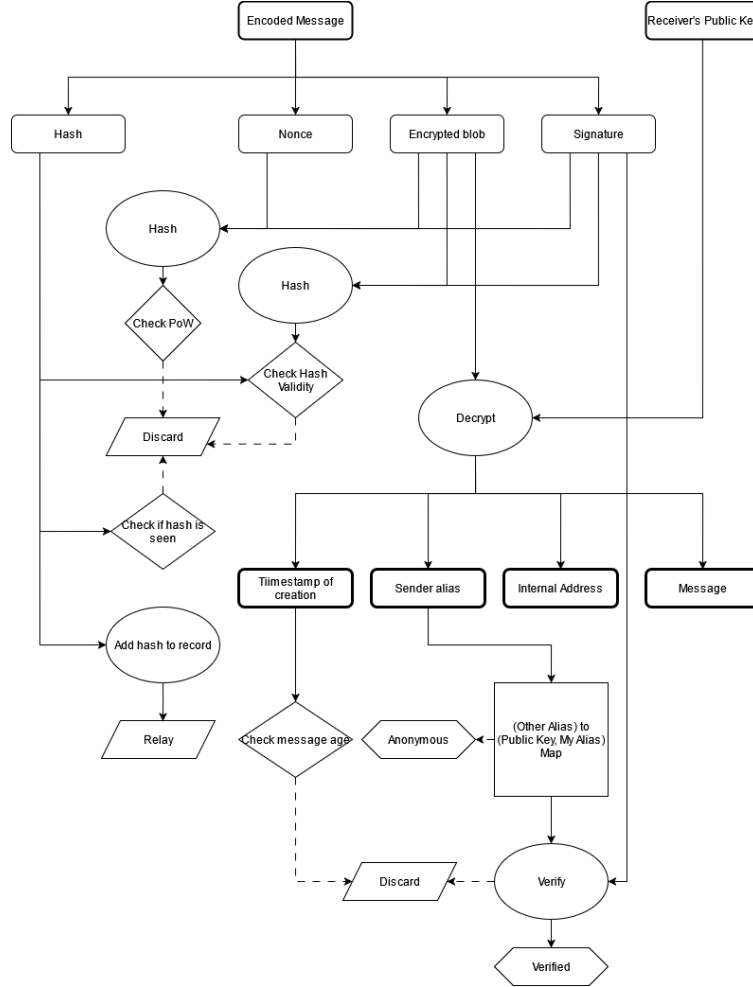 Encoded Message
Receiver's Public Ke
Hash
Nonce
Encrypted blob
Signature
Hash
Hash
Check PoW
Check Hash
Validity
Decrypt
Discard
Check if hash is
seen
Tiimestamp of
creation
Sender alias
Internal Address
Message
Add hash to record
(Other Alias) to
(Public Key, My Alias)
Map
Relay
Check message age
Anonymous
Discard
Verify
Verified